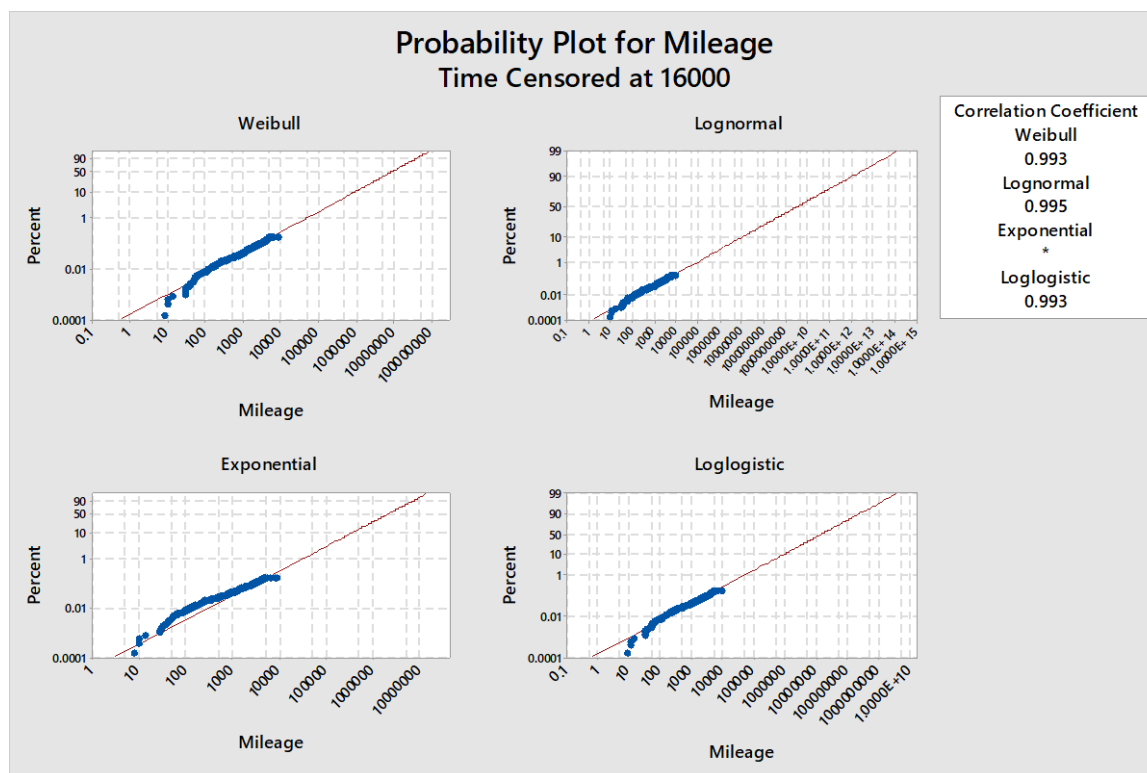 Probability Plot for Mileage
Time Censored at 16000
Correlation Coefficient
Weibull
0.993
Lognormal
0.995
Exponential
*
Loglogistic
0.993
Weibull
Percent
90
50
10
1
0.01
0.0001
0.1
1
10
100
1000
10000
100000
1000000
10000000
100000000
Mileage
Lognormal
Percent
99
90
50
10
1
0.01
0.0001
0.1
1
10
100
1000
10000
100000
1000000
10000000
100000000
1000000000
1.0000E+10
1.0000E+11
1.0000E+12
1.0000E+13
1.0000E+14
1.0000E+15
Mileage
Exponential
Percent
90
50
10
1
0.01
0.0001
1
10
100
1000
10000
100000
1000000
10000000
Mileage
Loglogistic
Percent
99
90
50
10
1
0.01
0.0001
0.1
1
10
100
1000
10000
100000
1000000
10000000
100000000
1000000000
1.0000E+10
Mileage